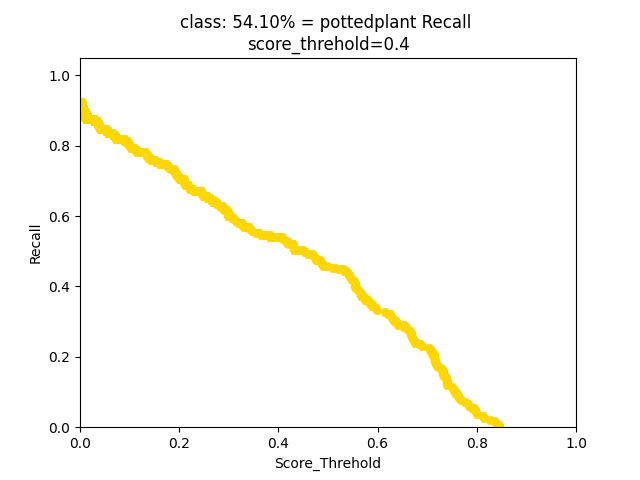 class: 54.10% = pottedplant Recall
score_threhold=0.4
1.0
0.8
0.6
0.4
0.2
0.0
Recall
0.0 0.2 0.4 0.6 0.8 1.0
Score_Threhold